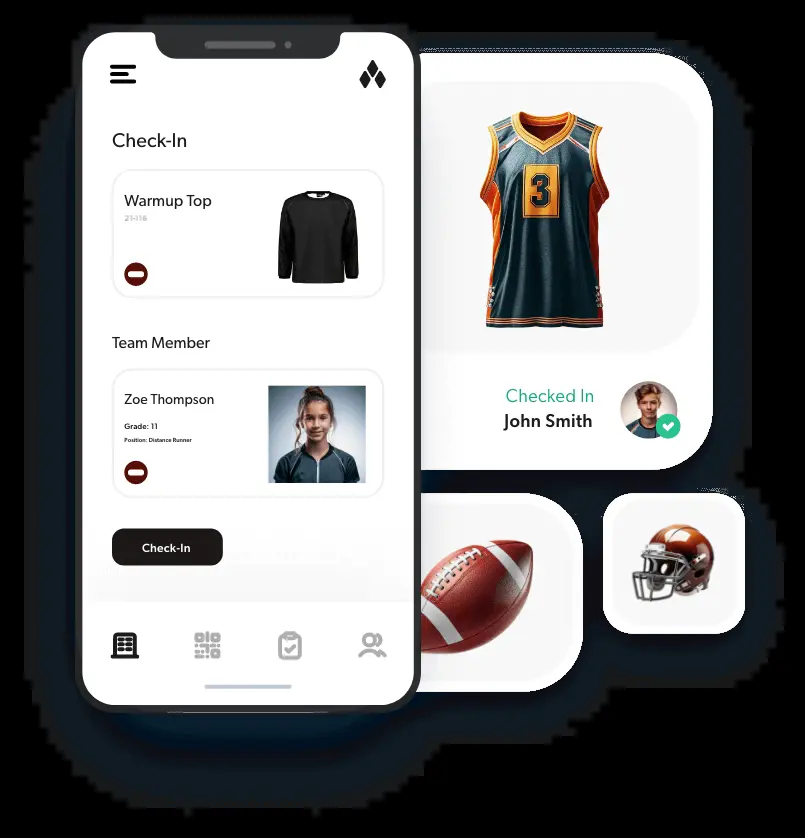 Check-In
Warmup Top
21-116
Team Member
Zoe Thompson
Grade: 11
Position: Distance Runner
Check-In
3
Checked In
John Smith